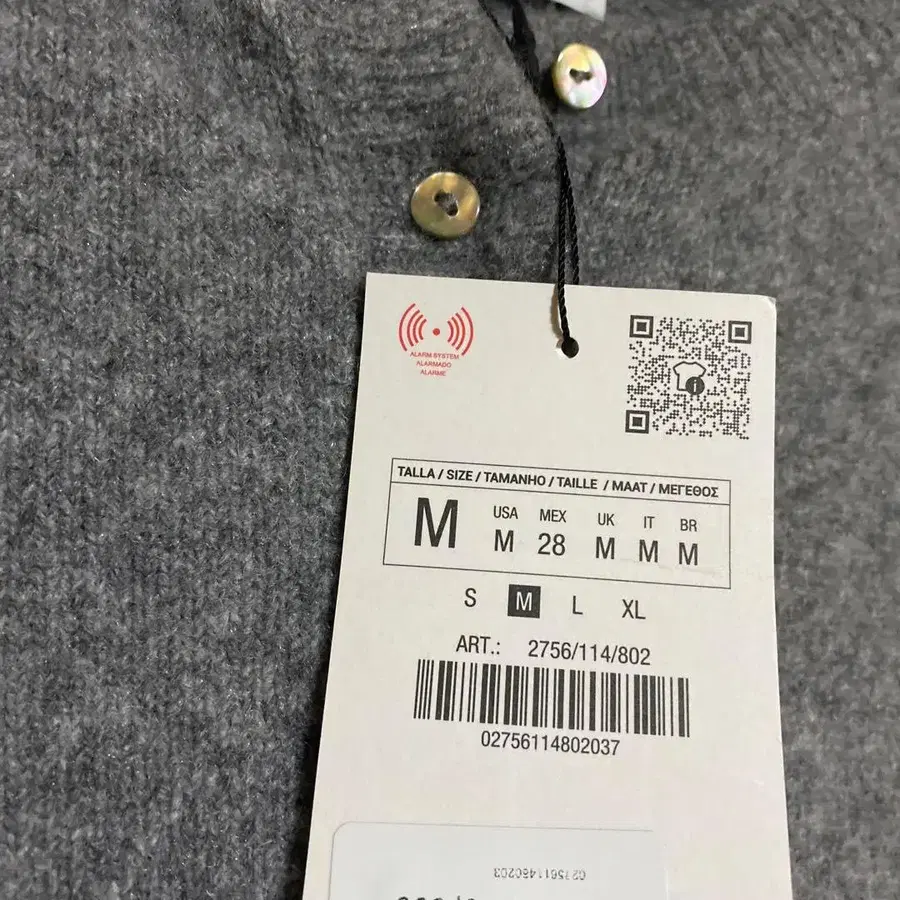 ALARM SYSTEM
ALARMADO
ALARME
TALLA / SIZE / TAMANHO / TAILLE / MAAT / ΜΕΓΕΘΟΣ
M
USA MEX UK IT BR
M 28 M M M
S M L XL
ART.: 2756/114/802
02756114802037